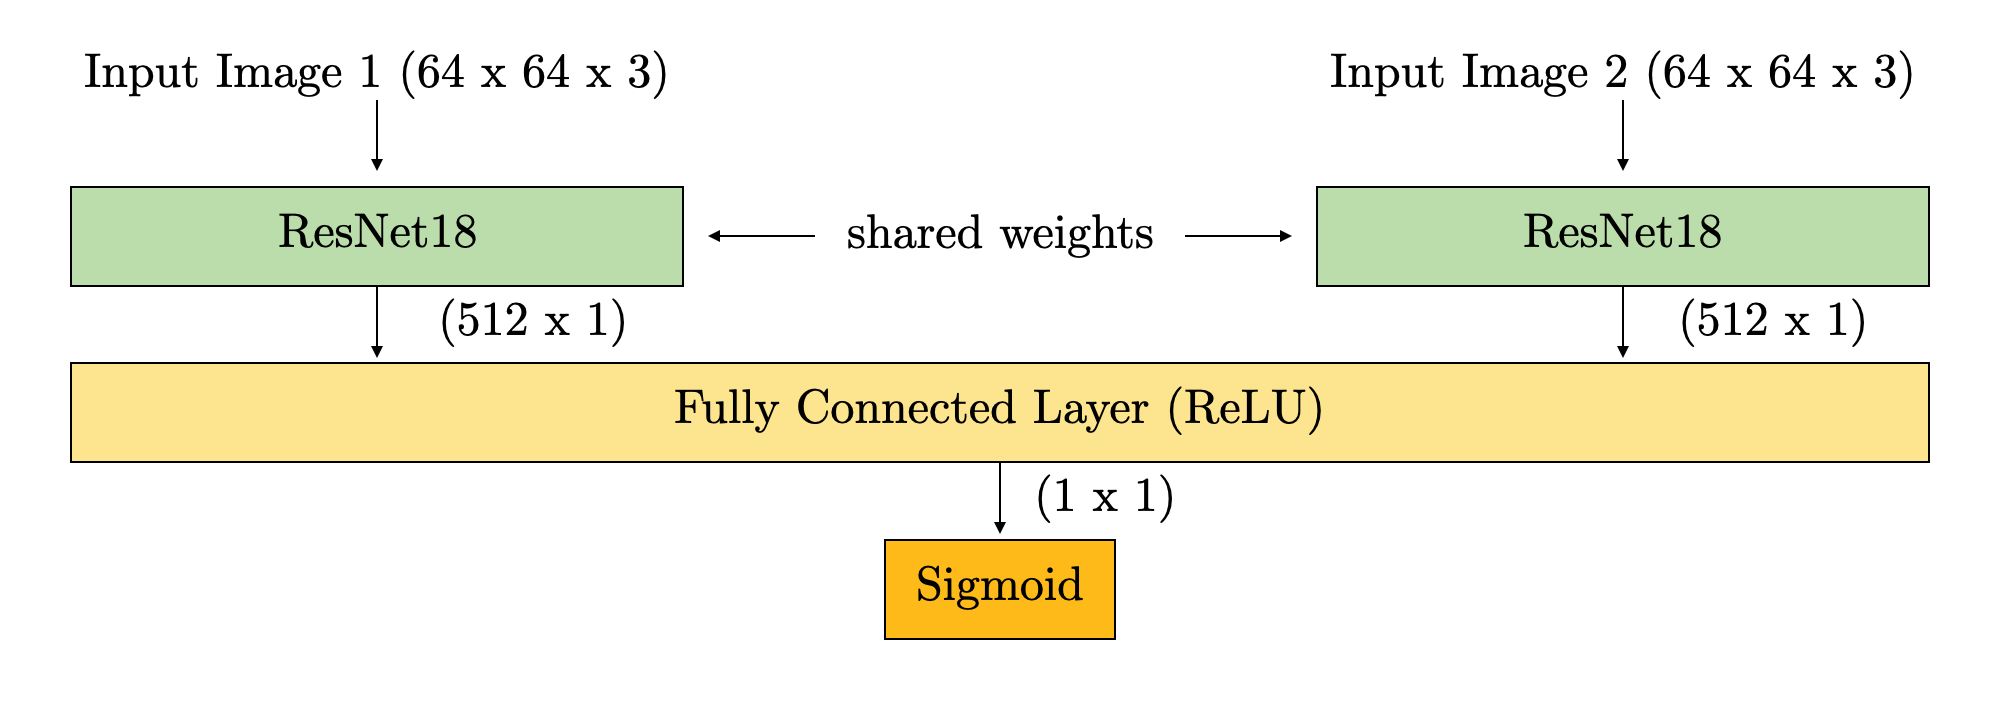 Input Image 1 (64 x 64 x 3)
Input Image 2 (64 x 64 x 3)
ResNet18
shared weights
ResNet18
(512 x 1)
(512 x 1)
Fully Connected Layer (ReLU)
(1 x 1)
Sigmoid